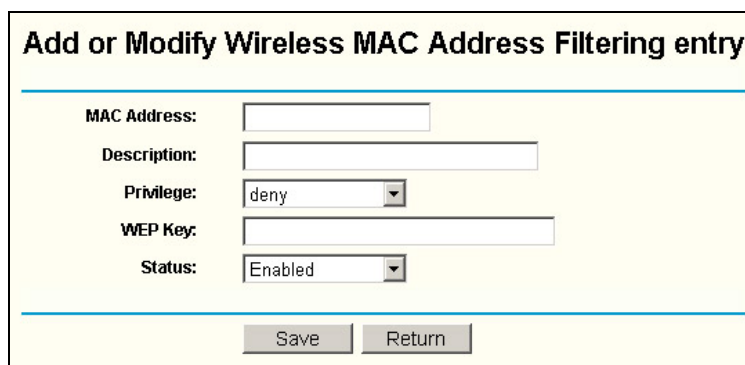 Add or Modify Wireless MAC Address Filtering entry
MAC Address:
Description:
Privilege: deny
WEP Key:
Status: Enabled
Save Return